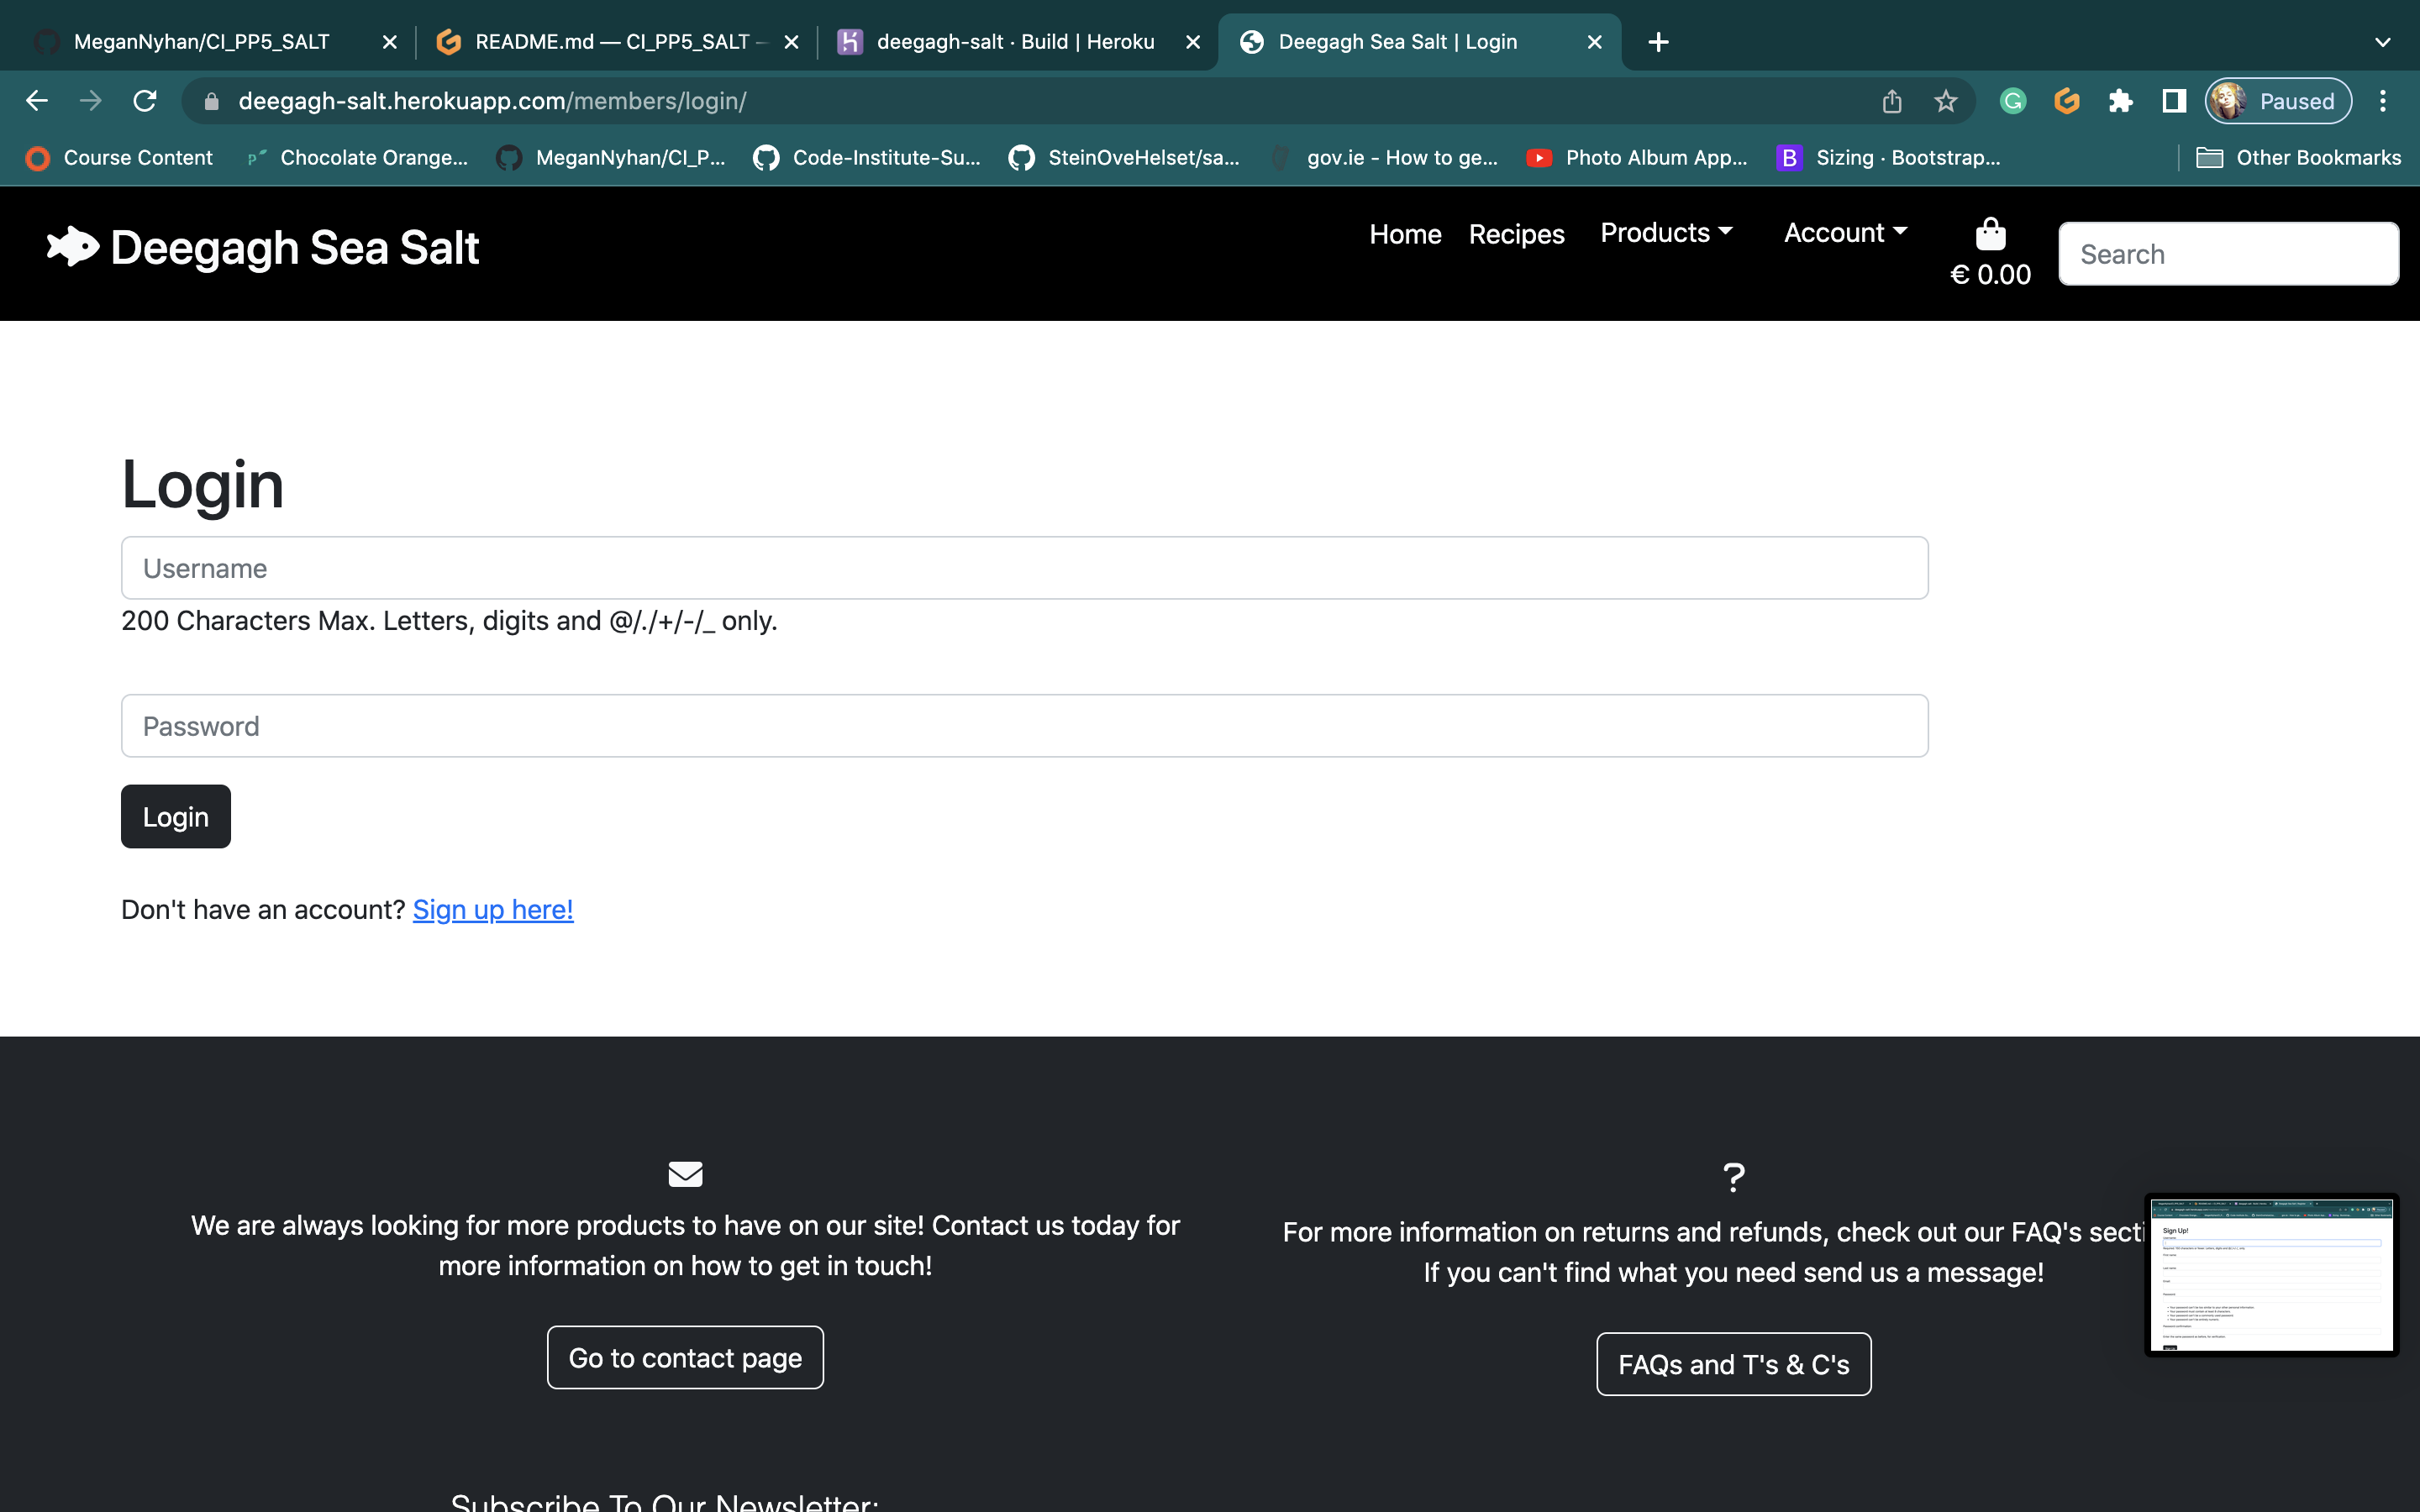 MeganNyhan/CI_PP5_SALT
README.md — CI_PP5_SALT –
deegagh-salt · Build | Heroku
Deegagh Sea Salt | Login
deegagh-salt.herokuapp.com/members/login/
Paused
Course Content
Chocolate Orange...
MeganNyhan/CI_P...
Code-Institute-Su...
SteinOveHelset/sa...
gov.ie - How to ge...
Photo Album App...
B
Sizing · Bootstrap...
Other Bookmarks
Deegagh Sea Salt
Home
Recipes
Products
Account
€ 0.00
Search
Login
Username
200 Characters Max. Letters, digits and @/./+/-/_ only.
Password
Login
Don't have an account? Sign up here!
We are always looking for more products to have on our site! Contact us today for
more information on how to get in touch!
Go to contact page
?
For more information on returns and refunds, check out our FAQ's secti
If you can't find what you need send us a message!
FAQs and T's & C's
Sign Up!
Subscribe To Our Newsletter: